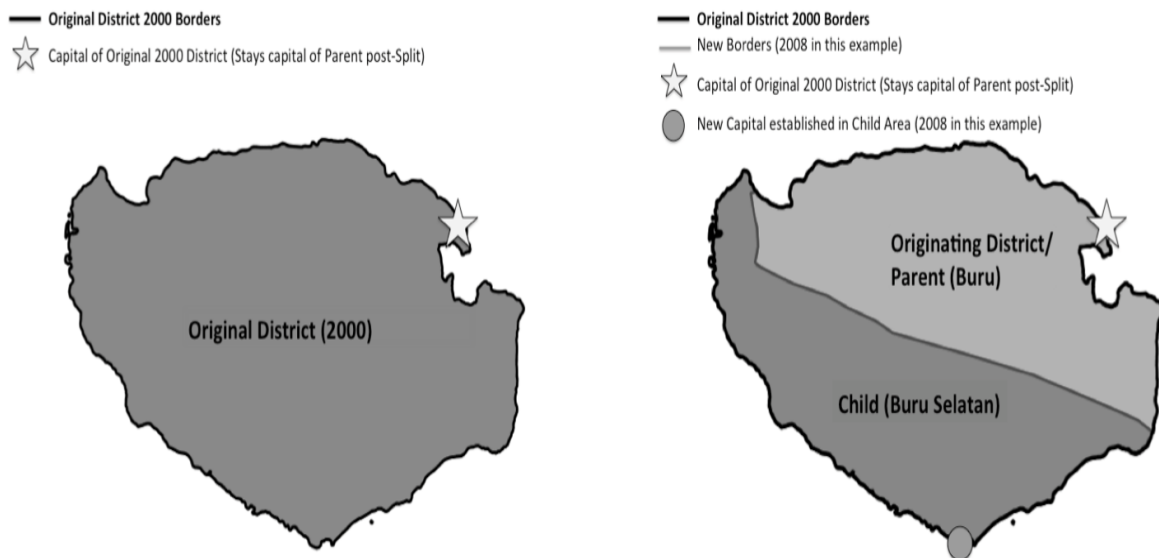 Original District 2000 Borders
Capital of Original 2000 District (Stays capital of Parent post-Split)
Original District (2000)
Original District 2000 Borders
New Borders (2008 in this example)
Capital of Original 2000 District (Stays capital of Parent post-Split)
New Capital established in Child Area (2008 in this example)
Originating District/
Parent (Buru)
Child (Buru Selatan)